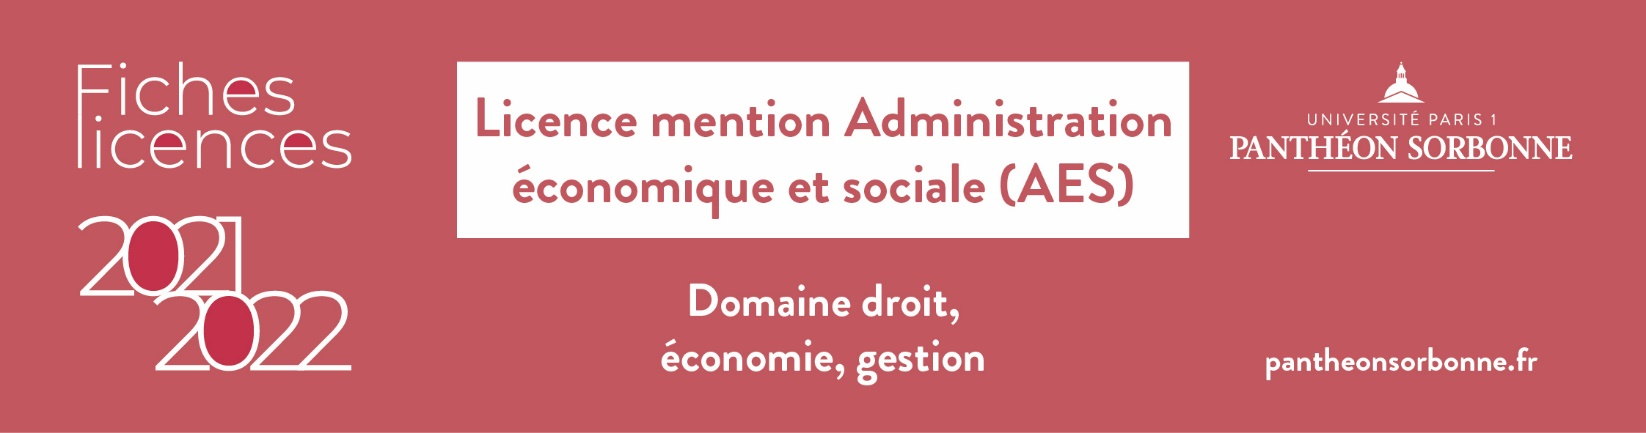 Fiches
licences
2021
2022
Licence mention Administration
économique et sociale (AES)
Domaine droit,
économie, gestion
UNIVERSITÉ PARIS 1
PANTHÉON SORBONNE
pantheonsorbonne.fr